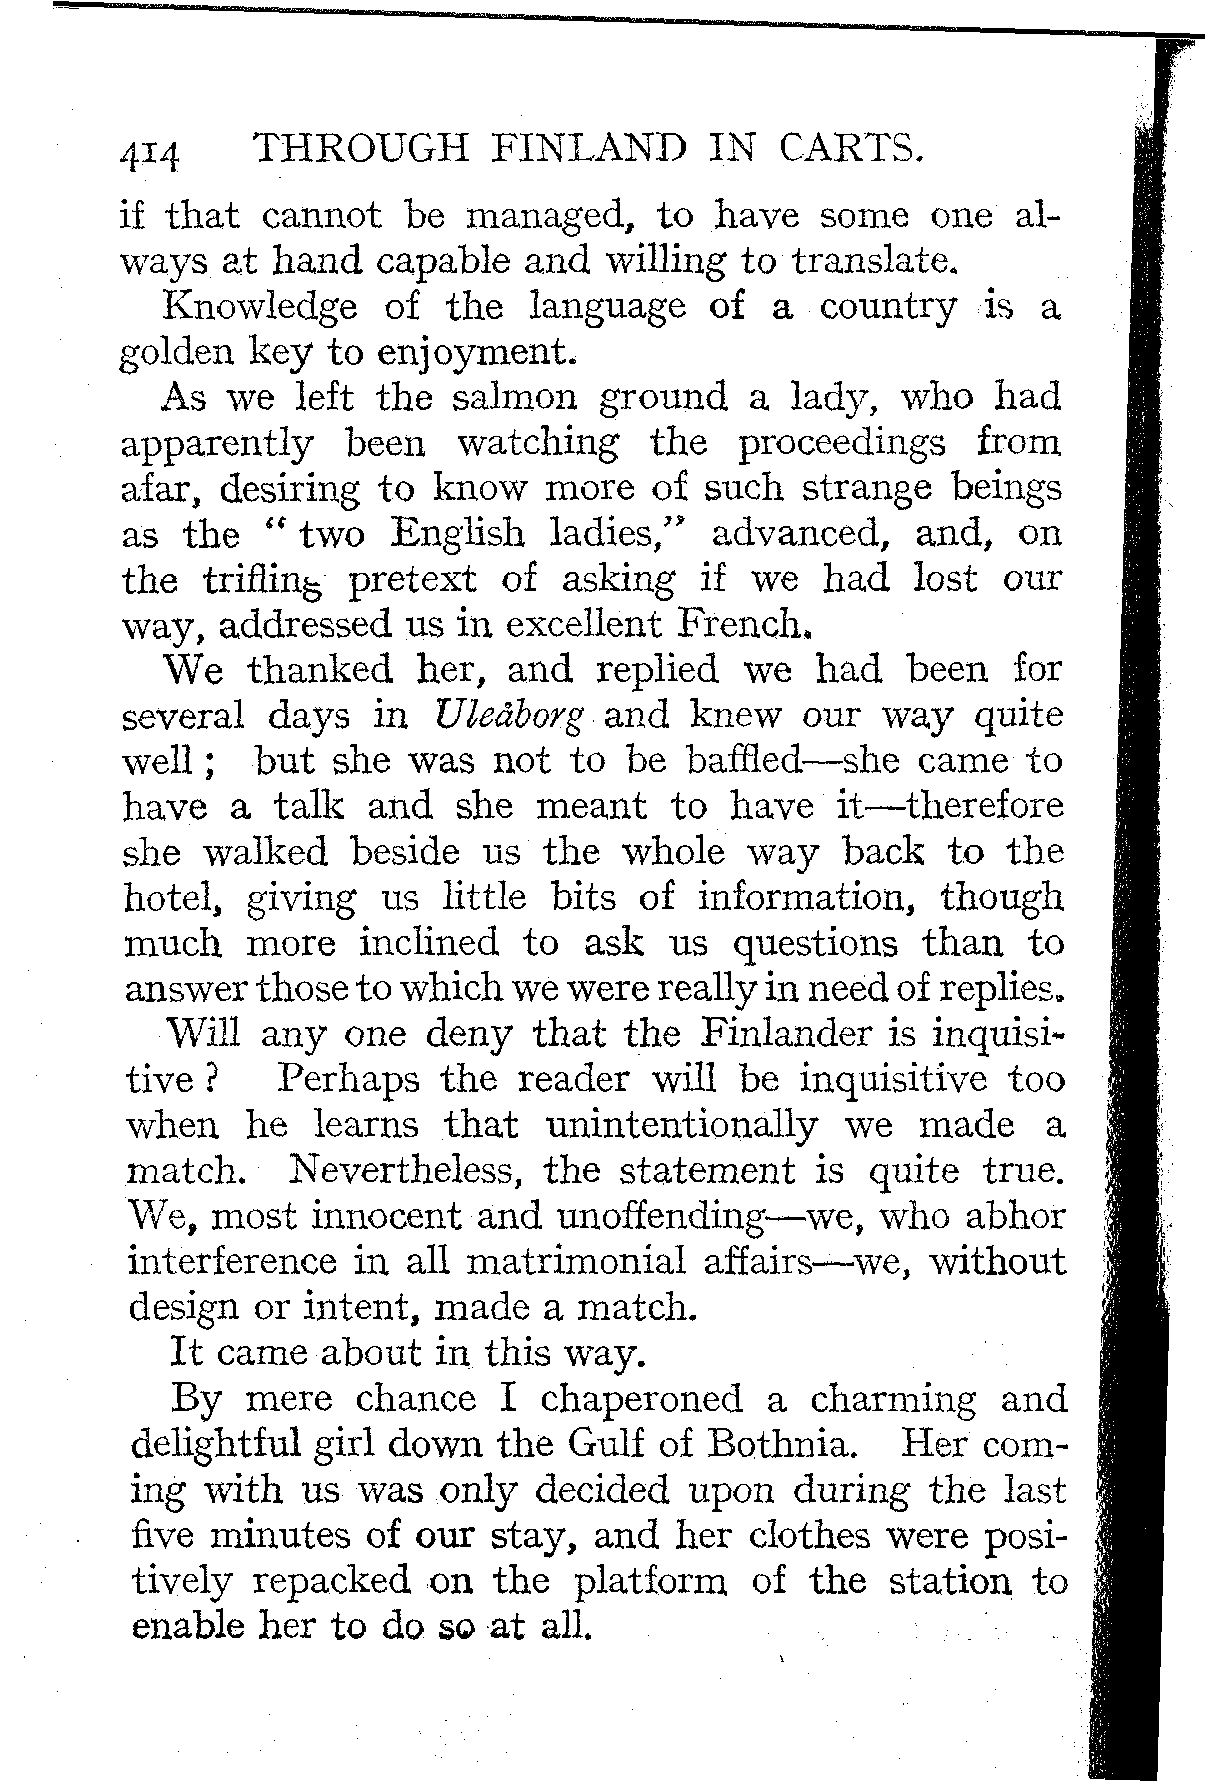 414 THROUGH FINLAND IN CARTS.
if that cannot be managed, to have some one al-
ways at hand capable and willing to translate.
Knowledge of the language of a country is a
golden key to enjoyment.
As we left the salmon ground a lady, who had
apparently been watching the proceedings from
afar, desiring to know more of such strange beings
as the “two English ladies,” advanced, and, on
the trifling pretext of asking if we had lost our
way, addressed us in excellent French.
We thanked her, and replied we had been for
several days in Uleåborg and knew our way quite
well ; but she was not to be baffled—she came to
have a talk and she meant to have it—therefore
she walked beside us the whole way back to the
hotel, giving us little bits of information, though
much more inclined to ask us questions than to
answer those to which we were really in need of replies.
Will any one deny that the Finlander is inquisi-
tive ? Perhaps the reader will be inquisitive too
when he learns that unintentionally we made a
match. Nevertheless, the statement is quite true.
We, most innocent and unoffending—we, who abhor
interference in all matrimonial affairs—we, without
design or intent, made a match.
It came about in this way.
By mere chance I chaperoned a charming and
delightful girl down the Gulf of Bothnia. Her com-
ing with us was only decided upon during the last
five minutes of our stay, and her clothes were posi-
tively repacked on the platform of the station to
enable her to do so at all.